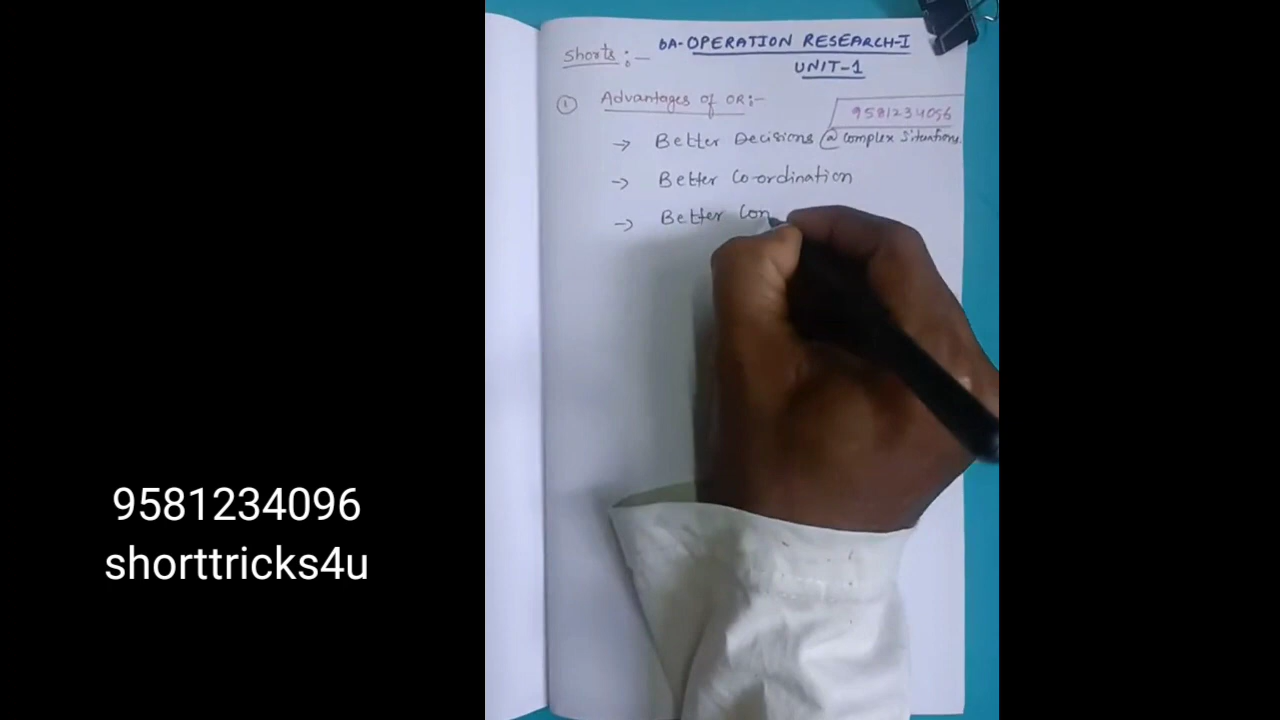 Shorts :-
6A-OPERATION RESEARCH-I
UNIT-1
① Advantages of OR:-
9581234096
→ Better Decisions @ complex Situations.
→ Better Co-ordination
→ Better Con
9581234096
shorttricks4u